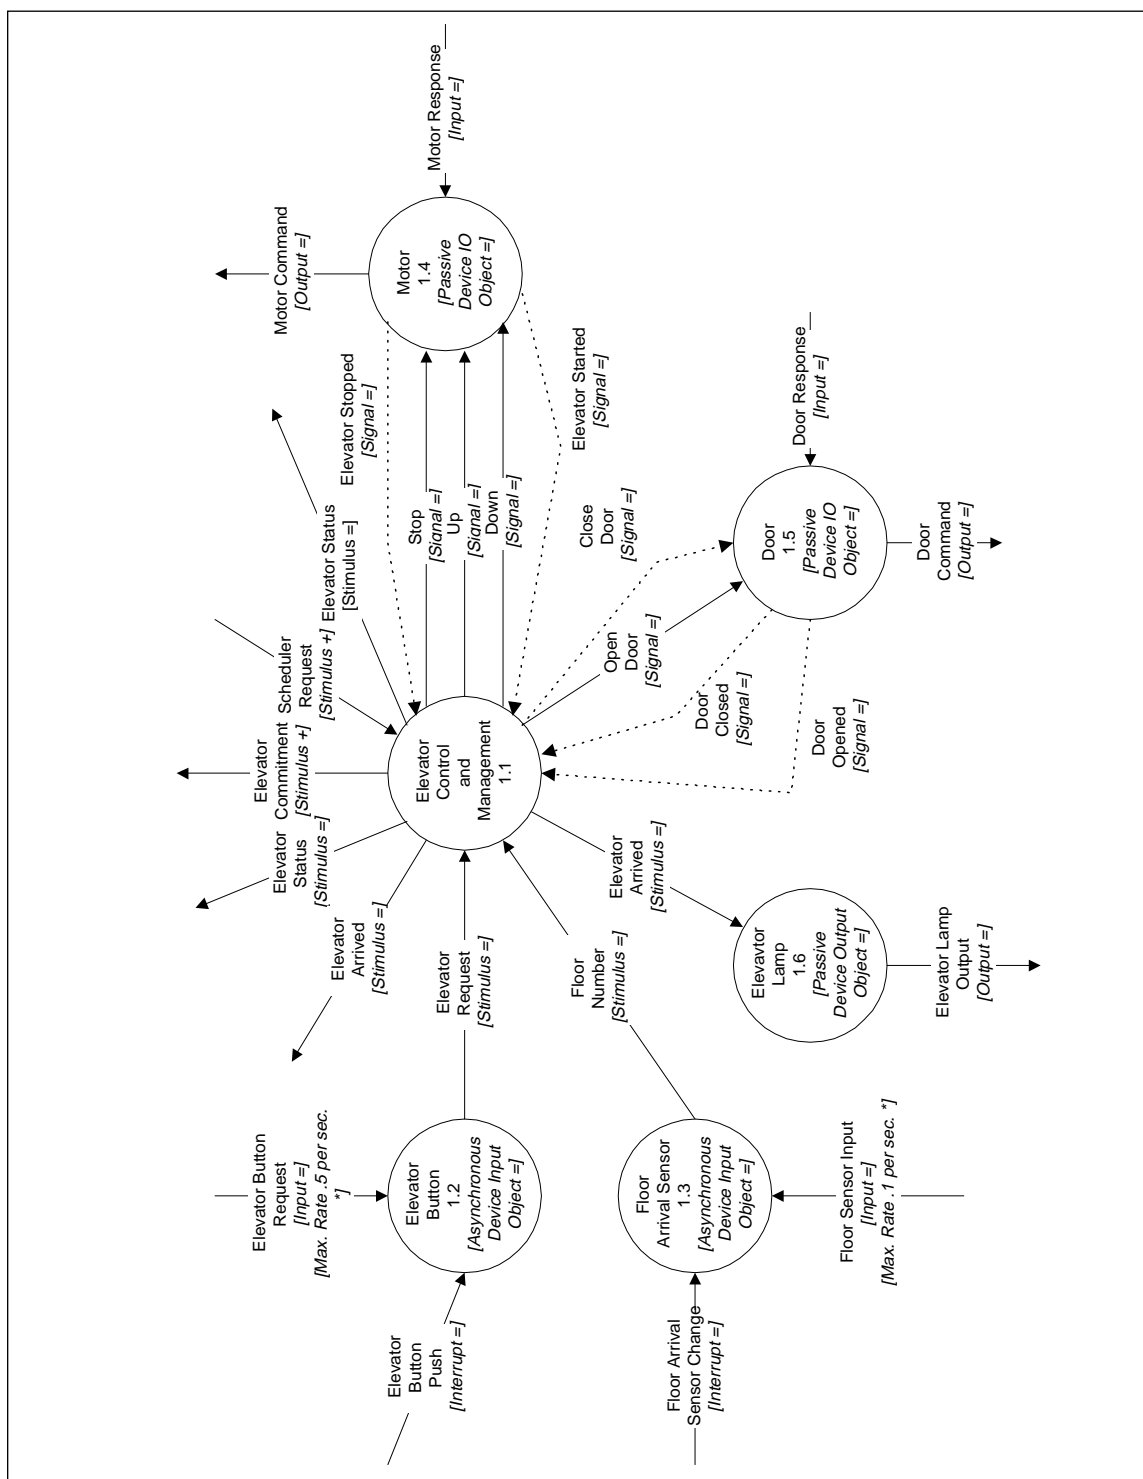 Elevator Button
Request
[Input =]
[Max. Rate .5 per sec.
*]
Elevator
Status
[Stimulus =]
Elevator
Commitment
[Stimulus +]
Scheduler
Request
[Stimulus +]
Elevator Status
[Stimulus =]
Motor Command
[Output =]
Elevator
Arrived
[Stimulus =]
Elevator Stopped
[Signal =]
Elevator
Button
Push
[Interrupt =]
Elevator
Button
1.2
[Asynchronous
Device Input
Object =]
Elevator
Request
[Stimulus =]
Elevator
Control
and
Management
1.1
Stop
[Signal =]
Up
[Signal =]
Down
[Signal =]
Motor
1.4
[Passive
Device IO
Object =]
Motor Response
[Input =]
Floor
Number
[Stimulus =]
Close
Door
[Signal =]
Elevator Started
[Signal =]
Elevator
Arrived
[Stimulus =]
Open
Door
[Signal =]
Floor Arrival
Sensor Change
[Interrupt =]
Floor
Arrival Sensor
1.3
[Asynchronous
Device Input
Object =]
Door
Closed
[Signal =]
Elevavtor
Lamp
1.6
[Passive
Device Output
Object =]
Door
Opened
[Signal =]
Door
1.5
[Passive
Device IO
Object =]
Door Response
[Input =]
Floor Sensor Input
[Input =]
[Max. Rate .1 per sec. *]
Elevator Lamp
Output
[Output =]
Door
Command
[Output =]